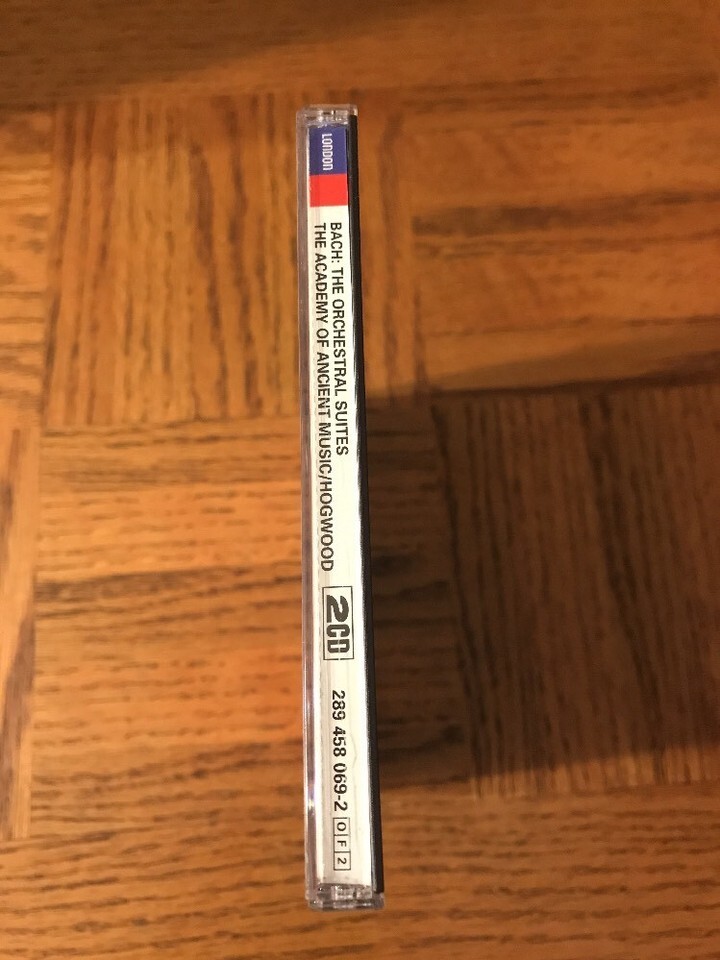 LONDON
BACH: THE ORCHESTRAL SUITES
THE ACADEMY OF ANCIENT MUSIC/HOGWOOD
2CD
289 458 069-2 O F 2